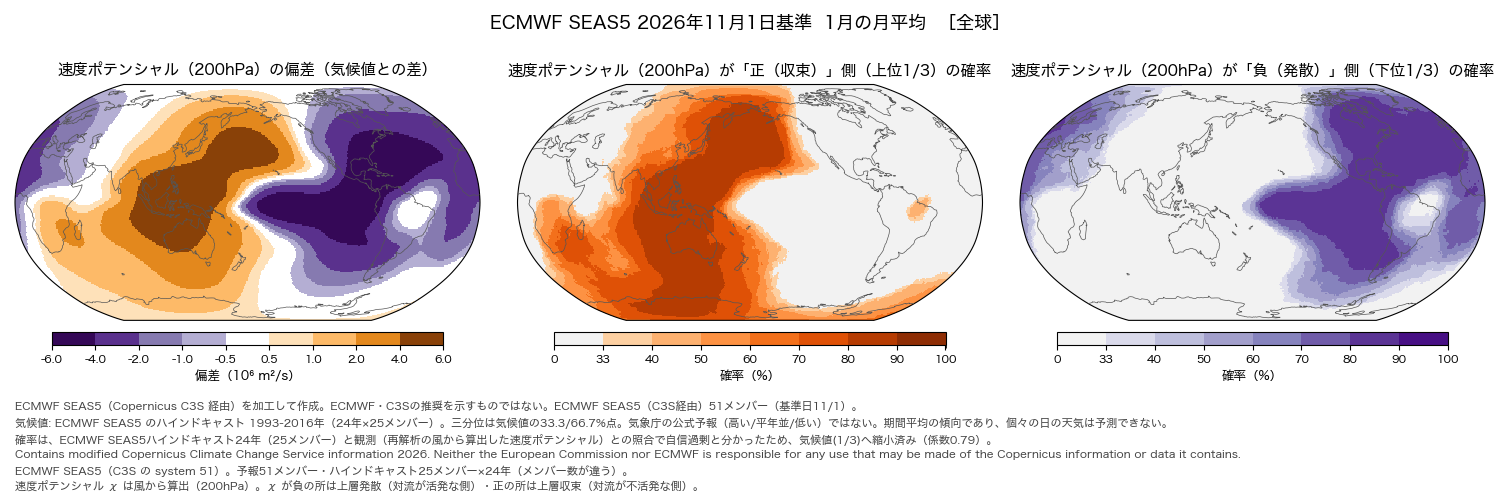 ECMWF SEAS5 2026年11月1日基準 1月の月平均 ［全球］
速度ポテンシャル（200hPa）の偏差（気候値との差）
速度ポテンシャル（200hPa）が「正（収束）」側（上位1/3）の確率
速度ポテンシャル（200hPa）が「負（発散）」側（下位1/3）の確率
-6.0 -4.0 -2.0 -1.0 -0.5 0.5 1.0 2.0 4.0 6.0
偏差（10⁶ m²/s）
0 33 40 50 60 70 80 90 100
確率（%）
0 33 40 50 60 70 80 90 100
確率（%）
ECMWF SEAS5（Copernicus C3S 経由）を加工して作成。ECMWF・C3Sの推奨を示すものではない。ECMWF SEAS5（C3S経由）51メンバー（基準日11/1）。
気候値: ECMWF SEAS5 のハインドキャスト 1993-2016年（24年×25メンバー）。三分位は気候値の33.3/66.7%点。気象庁の公式予報（高い/平年並/低い）ではない。期間平均の傾向であり、個々の日の天気は予測できない。
確率は、ECMWF SEAS5ハインドキャスト24年（25メンバー）と観測（再解析の風から算出した速度ポテンシャル）との照合で自信過剰と分かったため、気候値(1/3)へ縮小済み（係数0.79）。
Contains modified Copernicus Climate Change Service information 2026. Neither the European Commission nor ECMWF is responsible for any use that may be made of the Copernicus information or data it contains.
ECMWF SEAS5（C3S の system 51）。予報51メンバー・ハインドキャスト25メンバー×24年（メンバー数が違う）。
速度ポテンシャル χ は風から算出（200hPa）。χ が負の所は上層発散（対流が活発な側）・正の所は上層収束（対流が不活発な側）。